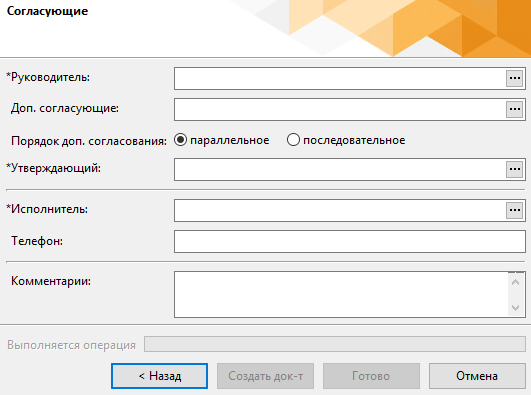 Согласующие
*Руководитель:
Доп. согласующие:
Порядок доп. согласования: параллельное последовательное
*Утверждающий:
*Исполнитель:
Телефон:
Комментарии:
Выполняется операция
< Назад Создать док-т Готово Отмена